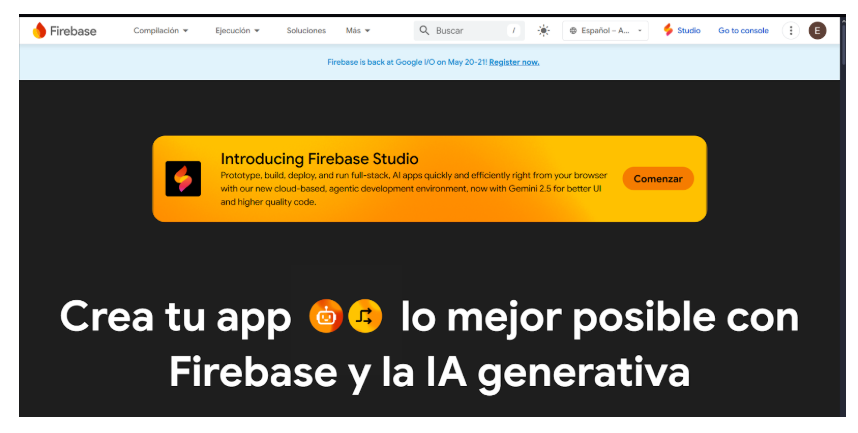 Firebase
Compilación
Ejecución
Soluciones
Más
Buscar
/
Español – A...
Studio
Go to console
E
Firebase is back at Google I/O on May 20-21! Register now.
Introducing Firebase Studio
Prototype, build, deploy, and run full-stack, AI apps quickly and efficiently right from your browser
with our new cloud-based, agentic development environment, now with Gemini 2.5 for better UI
and higher quality code.
Comenzar
Crea tu app lo mejor posible con
Firebase y la IA generativa